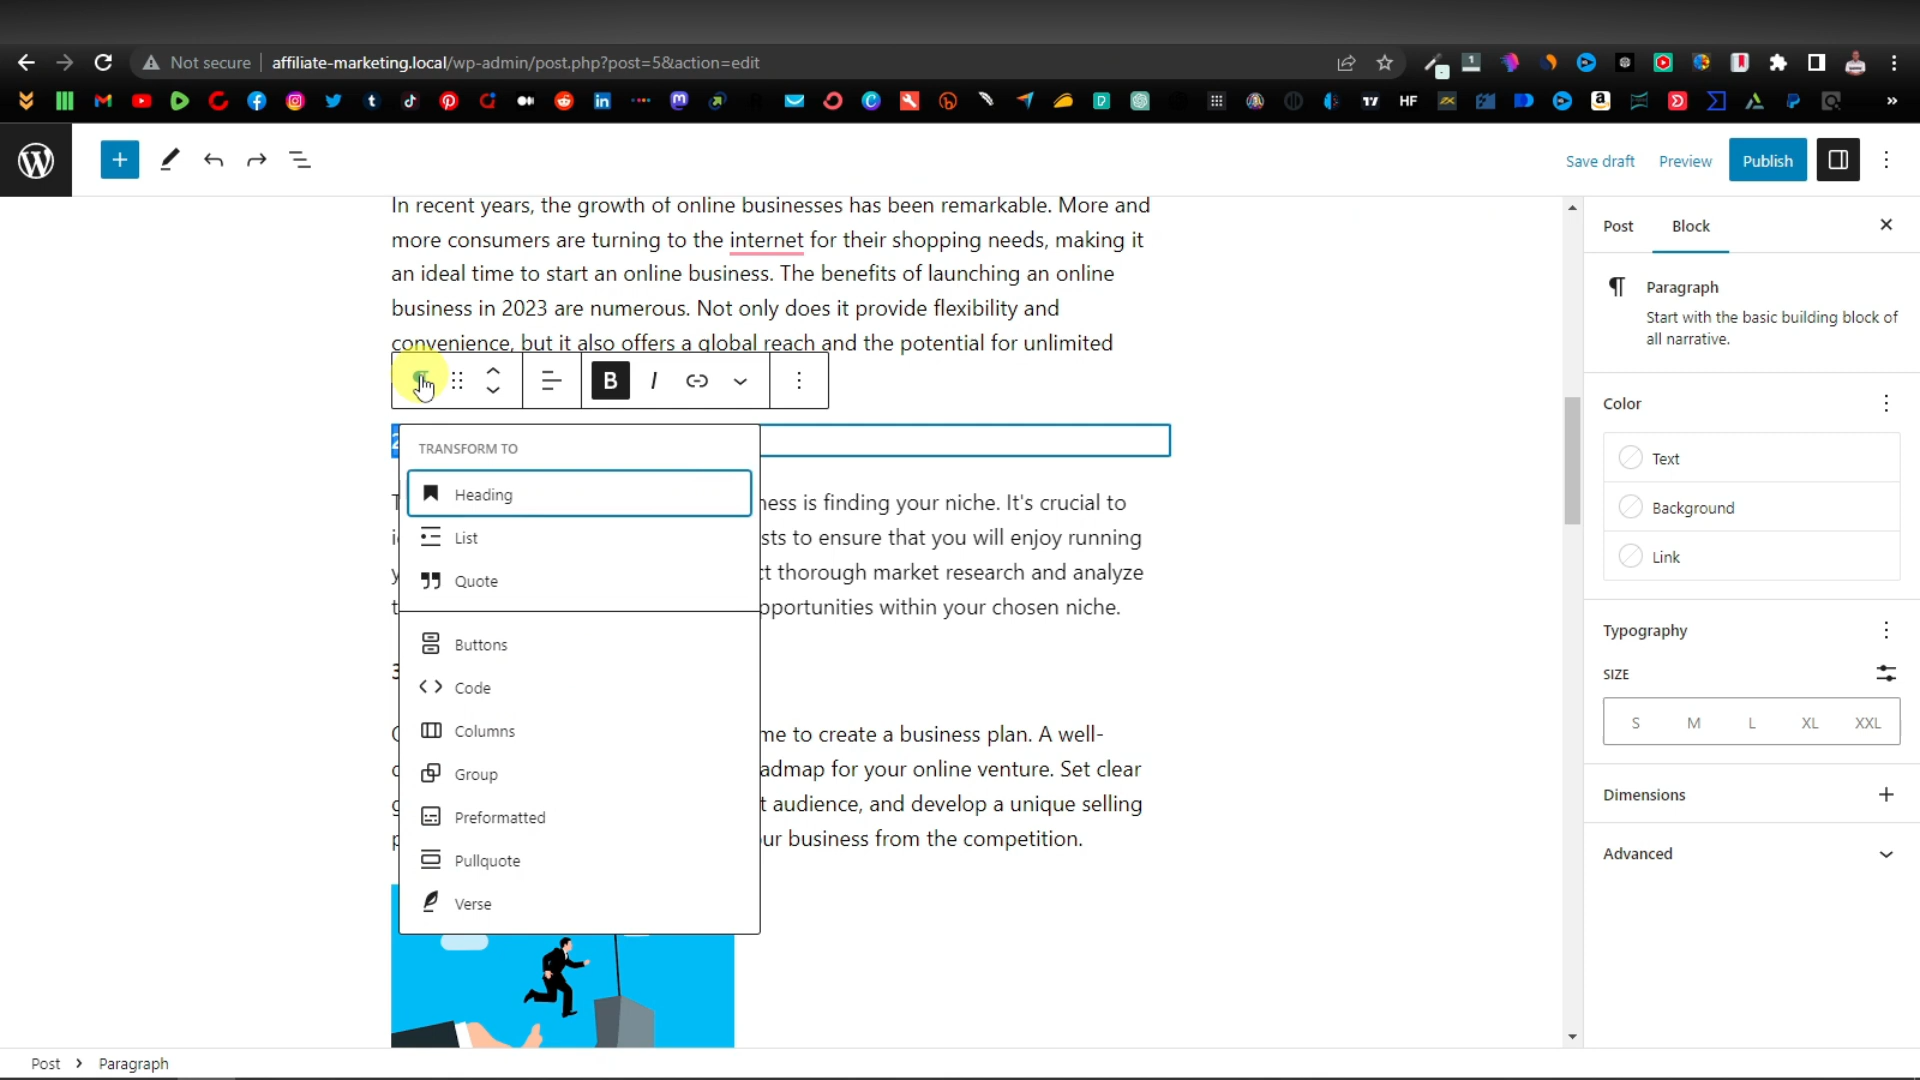 Not secure
affiliate-marketing.local/wp-admin/post.php?post=5&action=edit
HF
Save draft
Preview
Publish
In recent years, the growth of online businesses has been remarkable. More and
more consumers are turning to the internet for their shopping needs, making it
an ideal time to start an online business. The benefits of launching an online
business in 2023 are numerous. Not only does it provide flexibility and
convenience, but it also offers a global reach and the potential for unlimited
B
I
TRANSFORM TO
Heading
List
Quote
Buttons
Code
Columns
Group
Preformatted
Pullquote
Verse
is finding your niche. It's crucial to
to ensure that you will enjoy running
thorough market research and analyze
within your chosen niche.
to create a business plan. A well-
for your online venture. Set clear
audience, and develop a unique selling
business from the competition.
Post
Block
Paragraph
Start with the basic building block of
all narrative.
Color
Text
Background
Link
Typography
SIZE
S
M
L
XL
XXL
Dimensions
Advanced
Post
Paragraph